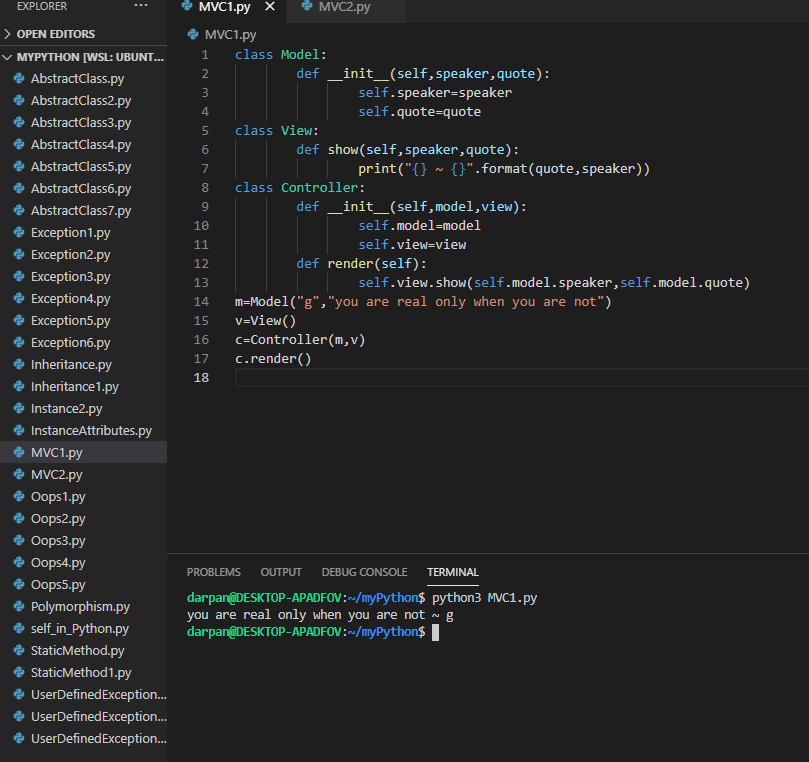 EXPLORER ···
OPEN EDITORS
MYPYTHON [WSL: UBUNT...
AbstractClass.py
AbstractClass2.py
AbstractClass3.py
AbstractClass4.py
AbstractClass5.py
AbstractClass6.py
AbstractClass7.py
Exception1.py
Exception2.py
Exception3.py
Exception4.py
Exception5.py
Exception6.py
Inheritance.py
Inheritance1.py
Instance2.py
InstanceAttributes.py
MVC1.py
MVC2.py
Oops1.py
Oops2.py
Oops3.py
Oops4.py
Oops5.py
Polymorphism.py
self_in_Python.py
StaticMethod.py
StaticMethod1.py
UserDefinedException...
UserDefinedException...
UserDefinedException...
MVC1.py × MVC2.py
MVC1.py
1 class Model:
2 def __init__(self,speaker,quote):
3 self.speaker=speaker
4 self.quote=quote
5 class View:
6 def show(self,speaker,quote):
7 print("{} ~ {}".format(quote,speaker))
8 class Controller:
9 def __init__(self,model,view):
10 self.model=model
11 self.view=view
12 def render(self):
13 self.view.show(self.model.speaker,self.model.quote)
14 m=Model("g","you are real only when you are not")
15 v=View()
16 c=Controller(m,v)
17 c.render()
18
PROBLEMS OUTPUT DEBUG CONSOLE TERMINAL
darpan@DESKTOP-APADFOV:~/myPython$ python3 MVC1.py
you are real only when you are not ~ g
darpan@DESKTOP-APADFOV:~/myPython$